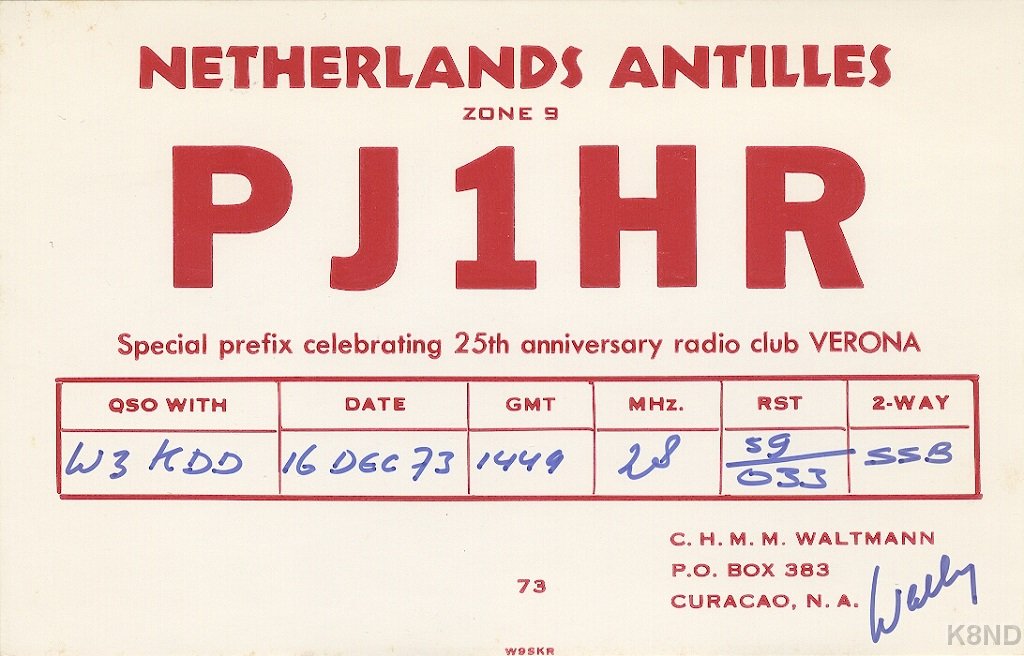 NETHERLANDS ANTILLES
ZONE 9
PJ1HR
Special prefix celebrating 25th anniversary radio club VERONA
QSO WITH DATE GMT MHz. RST 2-WAY
W3 KDD 16 DEC 73 1449 28 59 SSB
033
C. H. M. M. WALTMANN
P.O. BOX 383
73
CURACAO, N. A.
Wally
K8ND
W9SKR